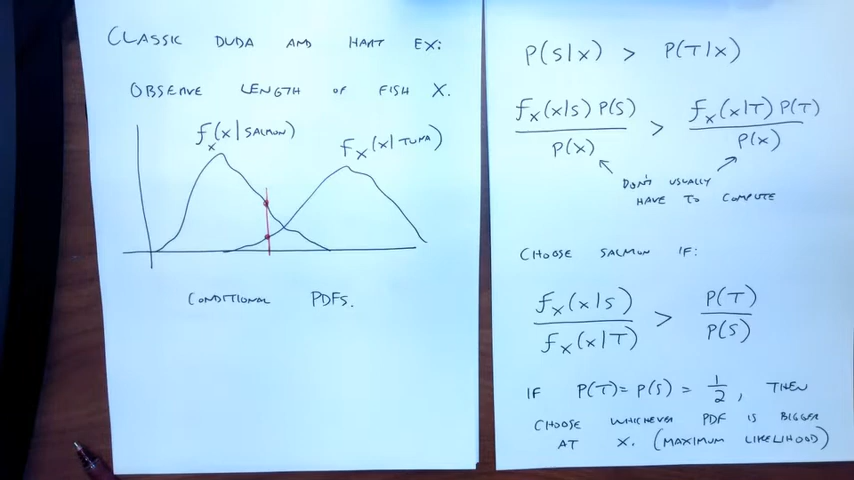 CLASSIC DUDA AND HART EX:
OBSERVE LENGTH OF FISH X.
f_x(x|SALMON)
f_x(x|TUNA)
CONDITIONAL PDFS.
P(S|x) > P(T|x)
f_x(x|S) P(S) / P(x) > f_x(x|T) P(T) / P(x)
DON'T USUALLY
HAVE TO COMPUTE
CHOOSE SALMON IF:
f_x(x|S) / f_x(x|T) > P(T) / P(S)
IF P(T) = P(S) = 1/2, THEN
CHOOSE WHICHEVER PDF IS BIGGER
AT X. (MAXIMUM LIKELIHOOD)